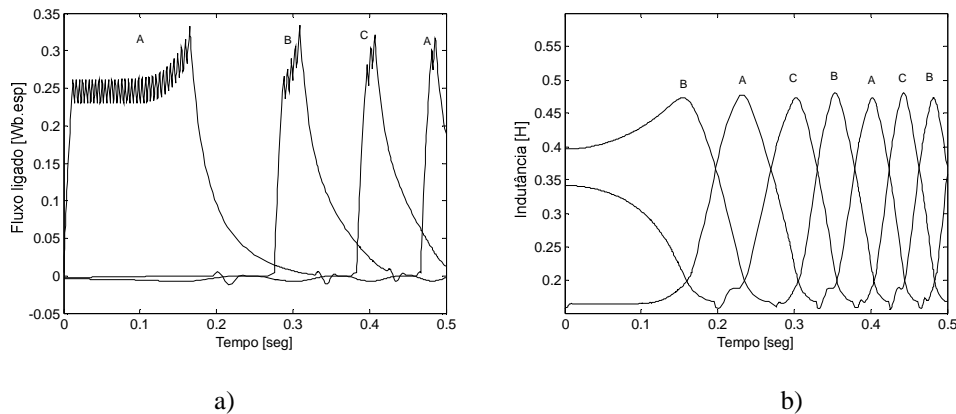 0.35
0.3
0.25
0.2
0.15
0.1
0.05
0
-0.05
Fluxo ligado [Wb.esp]
A
B
C
A
0 0.1 0.2 0.3 0.4 0.5
Tempo [seg]
a)
0.55
0.5
0.45
0.4
0.35
0.3
0.25
0.2
Indutância [H]
B A C B A C B
0 0.1 0.2 0.3 0.4 0.5
Tempo [seg]
b)